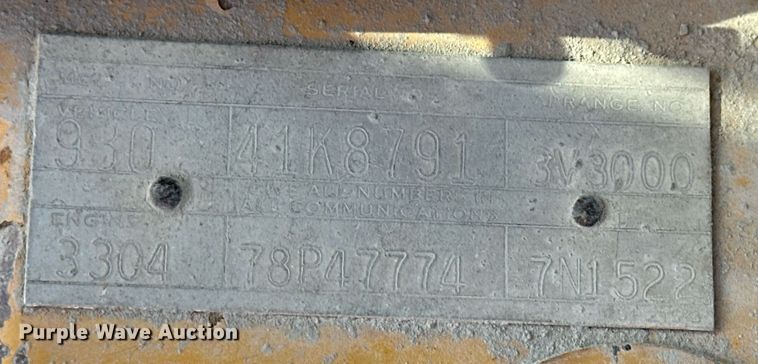 SERIAL NO. ARRANGE. NO.
VEHICLE 930 41K8791 3V3000
GIVE ALL NUMBERS IN
ALL COMMUNICATIONS
ENGINE 3304 78P47774 7N1522
Purple Wave Auction